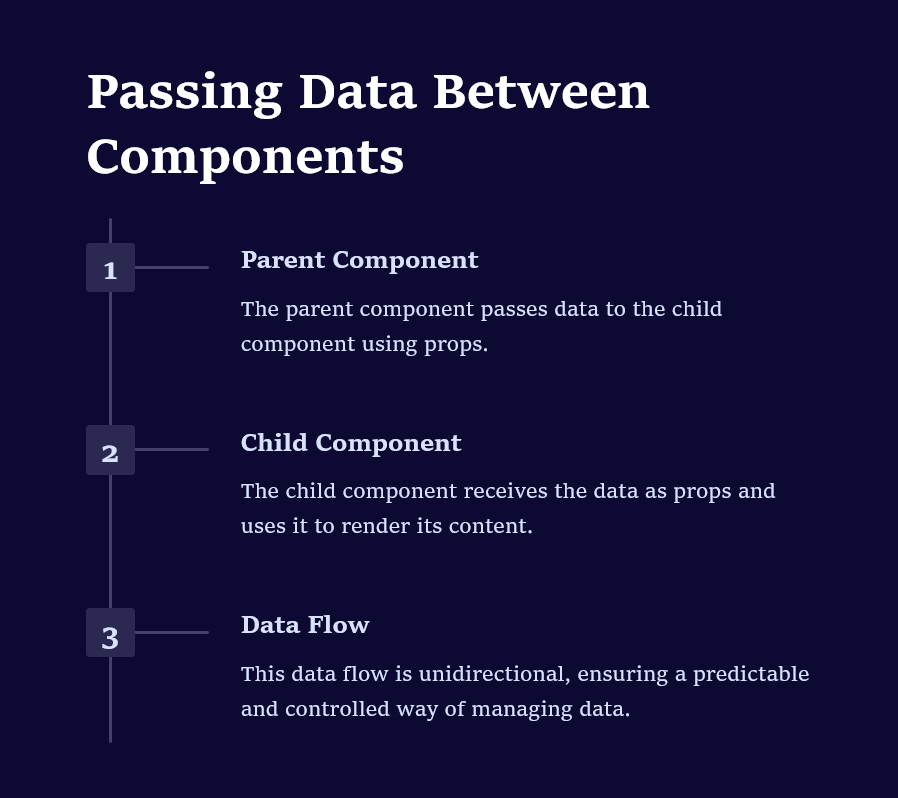 Passing Data Between
Components
1
Parent Component
The parent component passes data to the child
component using props.
2
Child Component
The child component receives the data as props and
uses it to render its content.
3
Data Flow
This data flow is unidirectional, ensuring a predictable
and controlled way of managing data.